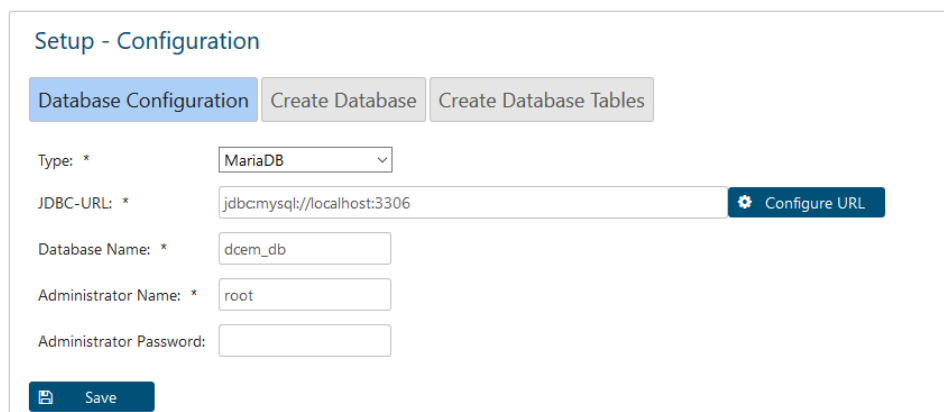 Setup - Configuration
Database Configuration Create Database Create Database Tables
Type: * MariaDB
JDBC-URL: * jdbc:mysql://localhost:3306 Configure URL
Database Name: * dcem_db
Administrator Name: * root
Administrator Password:
Save